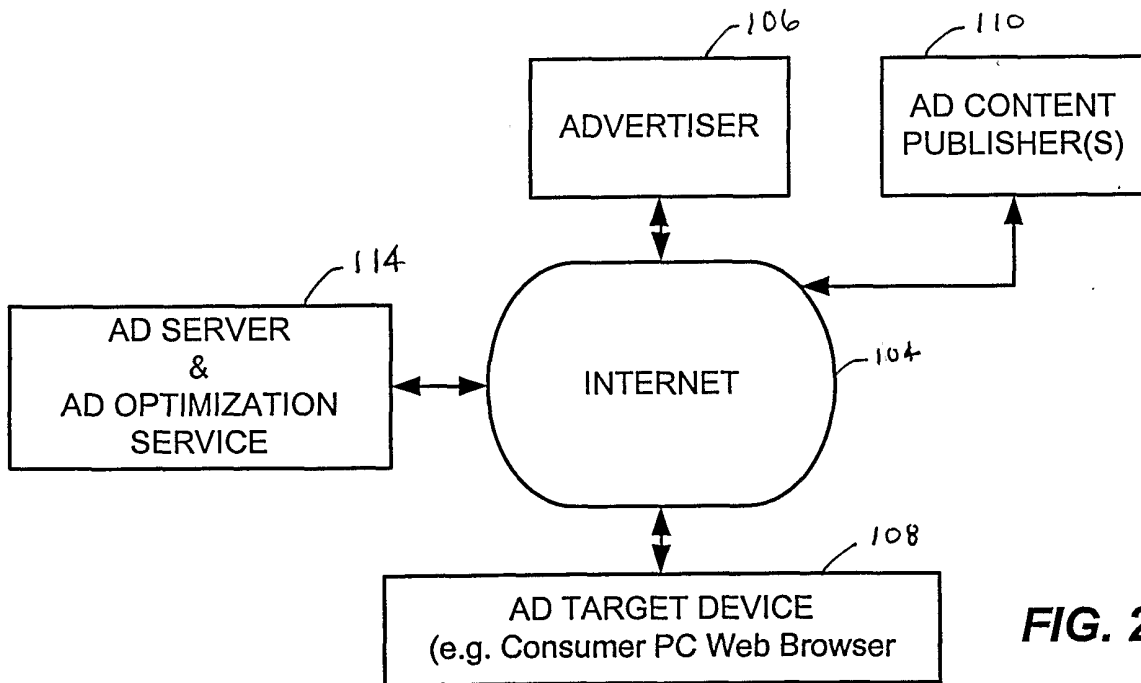 106
110
ADVERTISER
AD CONTENT
PUBLISHER(S)
114
AD SERVER
&
AD OPTIMIZATION
SERVICE
INTERNET
104
108
AD TARGET DEVICE
(e.g. Consumer PC Web Browser
FIG. 2